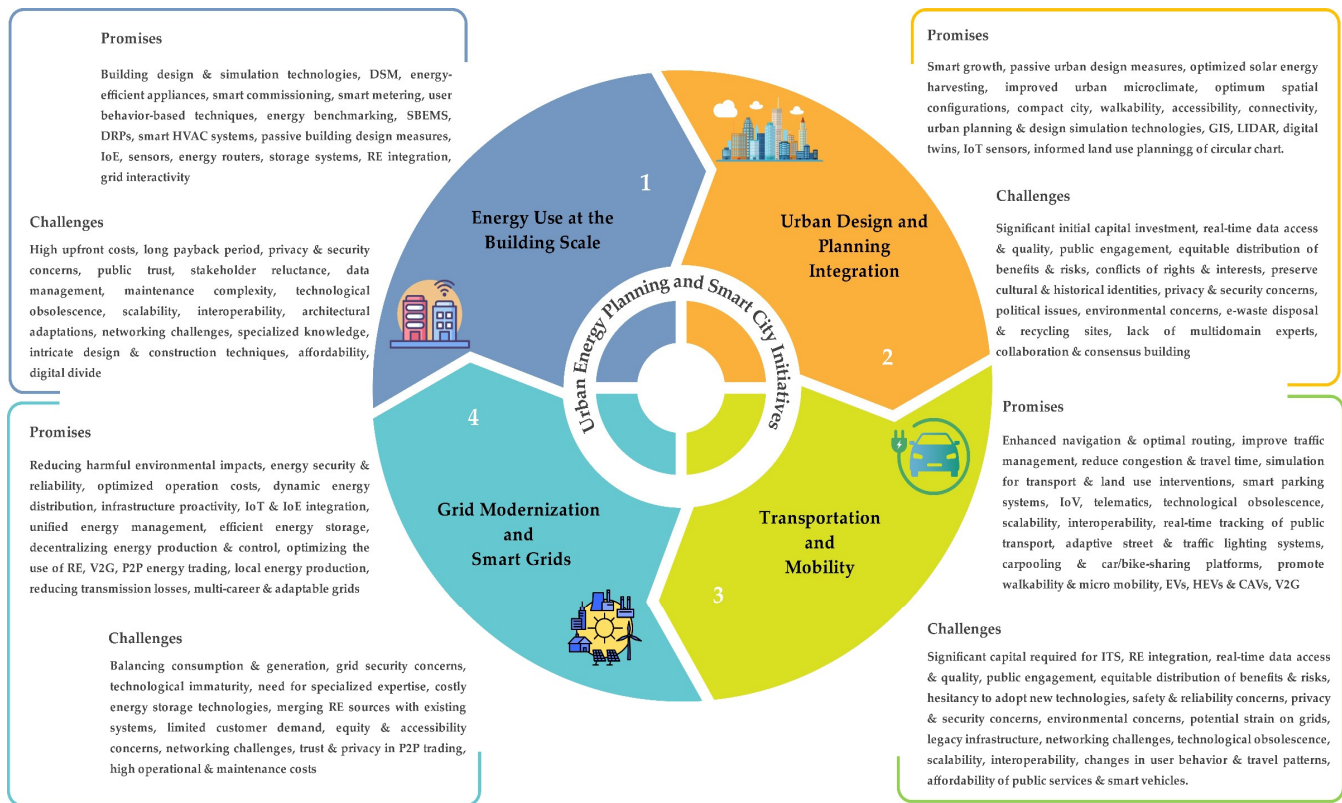 Promises
Building design & simulation technologies, DSM, energy-
efficient appliances, smart commissioning, smart metering, user
behavior-based techniques, energy benchmarking, SBEMS,
DRPs, smart HVAC systems, passive building design measures,
IoE, sensors, energy routers, storage systems, RE integration,
grid interactivity
Challenges
High upfront costs, long payback period, privacy & security
concerns, public trust, stakeholder reluctance, data
management, maintenance complexity, technological
obsolescence, scalability, interoperability, architectural
adaptations, networking challenges, specialized knowledge,
intricate design & construction techniques, affordability,
digital divide
1
Energy Use at the
Building Scale
Promises
Smart growth, passive urban design measures, optimized solar energy
harvesting, improved urban microclimate, optimum spatial
configurations, compact city, walkability, accessibility, connectivity,
urban planning & design simulation technologies, GIS, LIDAR, digital
twins, IoT sensors, informed land use planningg of circular chart.
Challenges
Significant initial capital investment, real-time data access
& quality, public engagement, equitable distribution of
benefits & risks, conflicts of rights & interests, preserve
cultural & historical identities, privacy & security concerns,
political issues, environmental concerns, e-waste disposal
& recycling sites, lack of multidomain experts,
collaboration & consensus building
Urban Design and
Planning
Integration
2
Urban Energy Planning and Smart City Initiatives
Promises
Enhanced navigation & optimal routing, improve traffic
management, reduce congestion & travel time, simulation
for transport & land use interventions, smart parking
systems, IoV, telematics, technological obsolescence,
scalability, interoperability, real-time tracking of public
transport, adaptive street & traffic lighting systems,
carpooling & car/bike-sharing platforms, promote
walkability & micro mobility, EVs, HEVs & CAVs, V2G
Challenges
Significant capital required for ITS, RE integration, real-time data access
& quality, public engagement, equitable distribution of benefits & risks,
hesitancy to adopt new technologies, safety & reliability concerns, privacy
& security concerns, environmental concerns, potential strain on grids,
legacy infrastructure, networking challenges, technological obsolescence,
scalability, interoperability, changes in user behavior & travel patterns,
affordability of public services & smart vehicles.
Transportation
and
Mobility
3
4
Grid Modernization
and
Smart Grids
Promises
Reducing harmful environmental impacts, energy security &
reliability, optimized operation costs, dynamic energy
distribution, infrastructure proactivity, IoT & IoE integration,
unified energy management, efficient energy storage,
decentralizing energy production & control, optimizing the
use of RE, V2G, P2P energy trading, local energy production,
reducing transmission losses, multi-career & adaptable grids
Challenges
Balancing consumption & generation, grid security concerns,
technological immaturity, need for specialized expertise, costly
energy storage technologies, merging RE sources with existing
systems, limited customer demand, equity & accessibility
concerns, networking challenges, trust & privacy in P2P trading,
high operational & maintenance costs